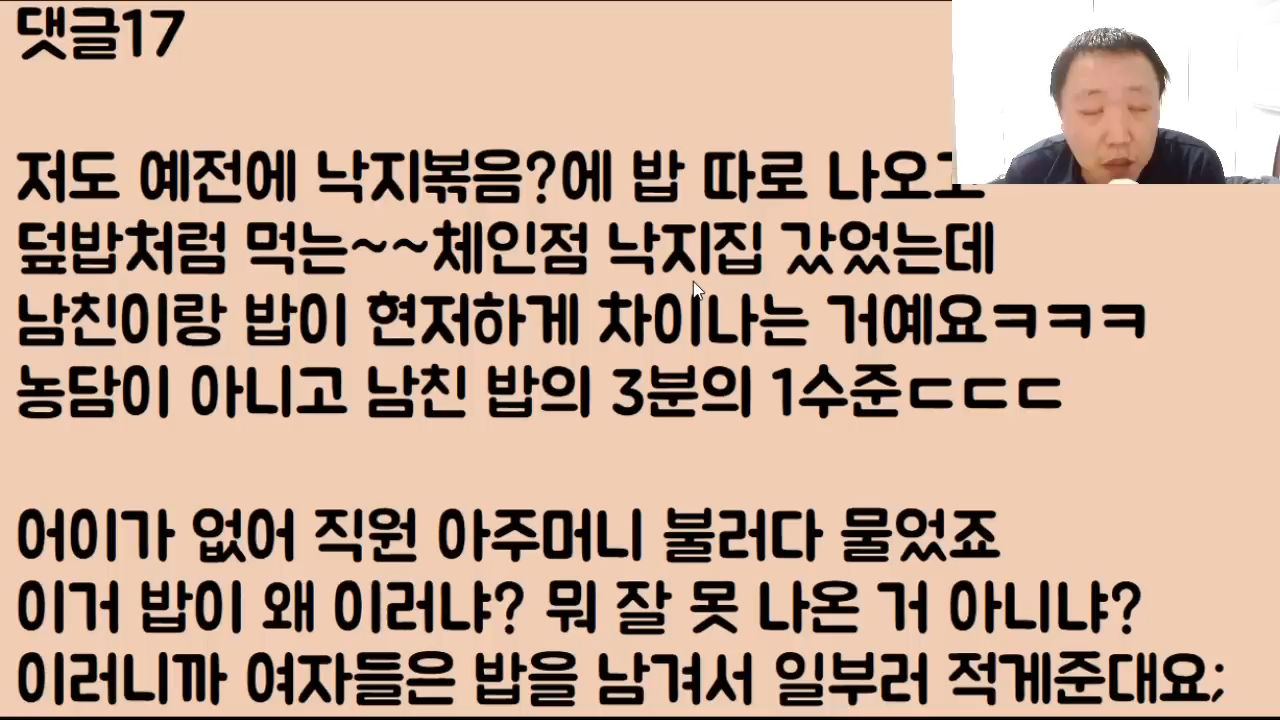 댓글17
저도 예전에 낙지볶음?에 밥 따로 나오고
덮밥처럼 먹는~~체인점 낙지집 갔었는데
남친이랑 밥이 현저하게 차이나는 거예요ㅋㅋㅋ
농담이 아니고 남친 밥의 3분의 1수준ㄷㄷㄷ
어이가 없어 직원 아주머니 불러다 물었죠
이거 밥이 왜 이러냐? 뭐 잘 못 나온 거 아니냐?
이러니까 여자들은 밥을 남겨서 일부러 적게준대요;